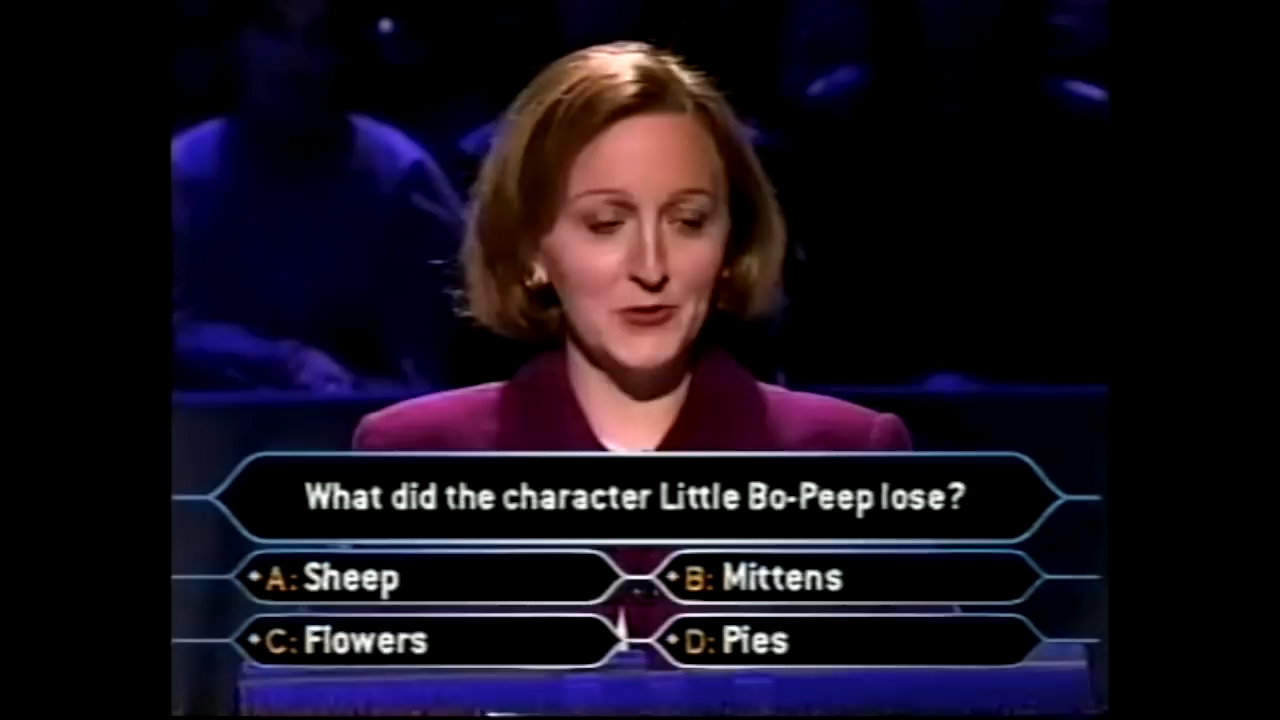 What did the character Little Bo-Peep lose?
A: Sheep
B: Mittens
C: Flowers
D: Pies